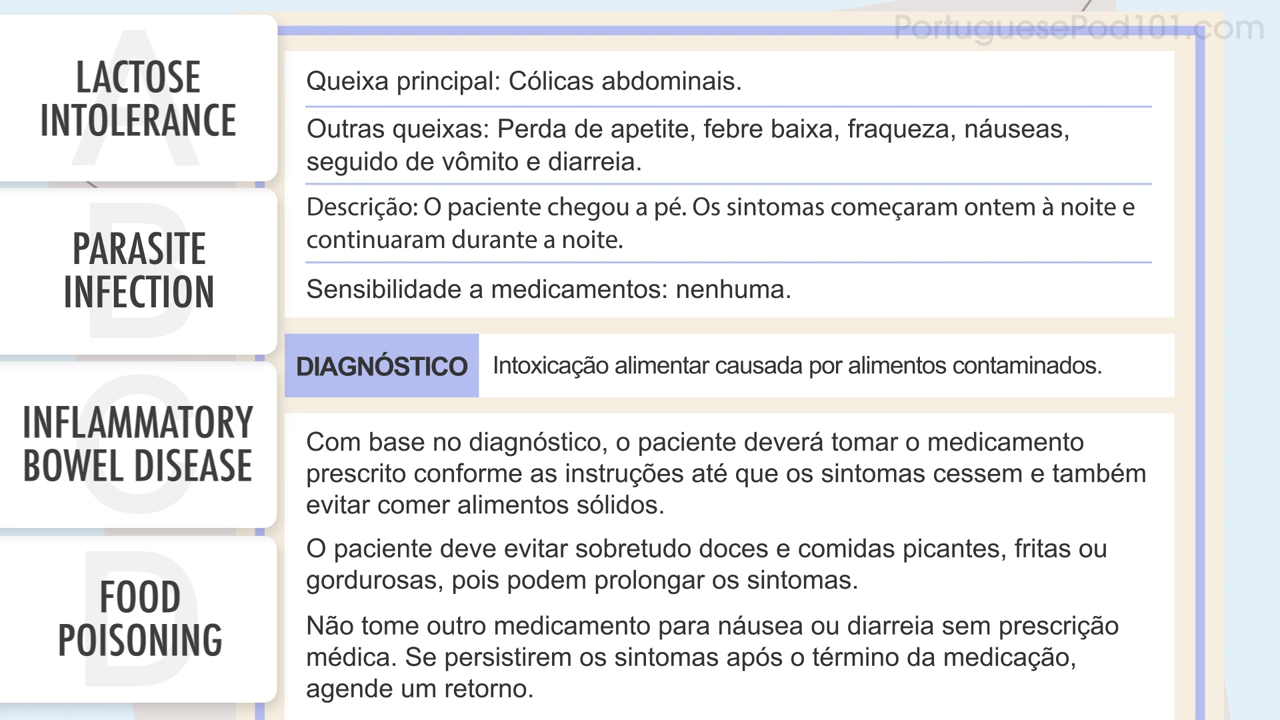 PortuguesePod101.com
A
LACTOSE
INTOLERANCE
B
PARASITE
INFECTION
C
INFLAMMATORY
BOWEL DISEASE
D
FOOD
POISONING
Queixa principal: Cólicas abdominais.
Outras queixas: Perda de apetite, febre baixa, fraqueza, náuseas,
seguido de vômito e diarreia.
Descrição: O paciente chegou a pé. Os sintomas começaram ontem à noite e
continuaram durante a noite.
Sensibilidade a medicamentos: nenhuma.
DIAGNÓSTICO Intoxicação alimentar causada por alimentos contaminados.
Com base no diagnóstico, o paciente deverá tomar o medicamento
prescrito conforme as instruções até que os sintomas cessem e também
evitar comer alimentos sólidos.
O paciente deve evitar sobretudo doces e comidas picantes, fritas ou
gordurosas, pois podem prolongar os sintomas.
Não tome outro medicamento para náusea ou diarreia sem prescrição
médica. Se persistirem os sintomas após o término da medicação,
agende um retorno.